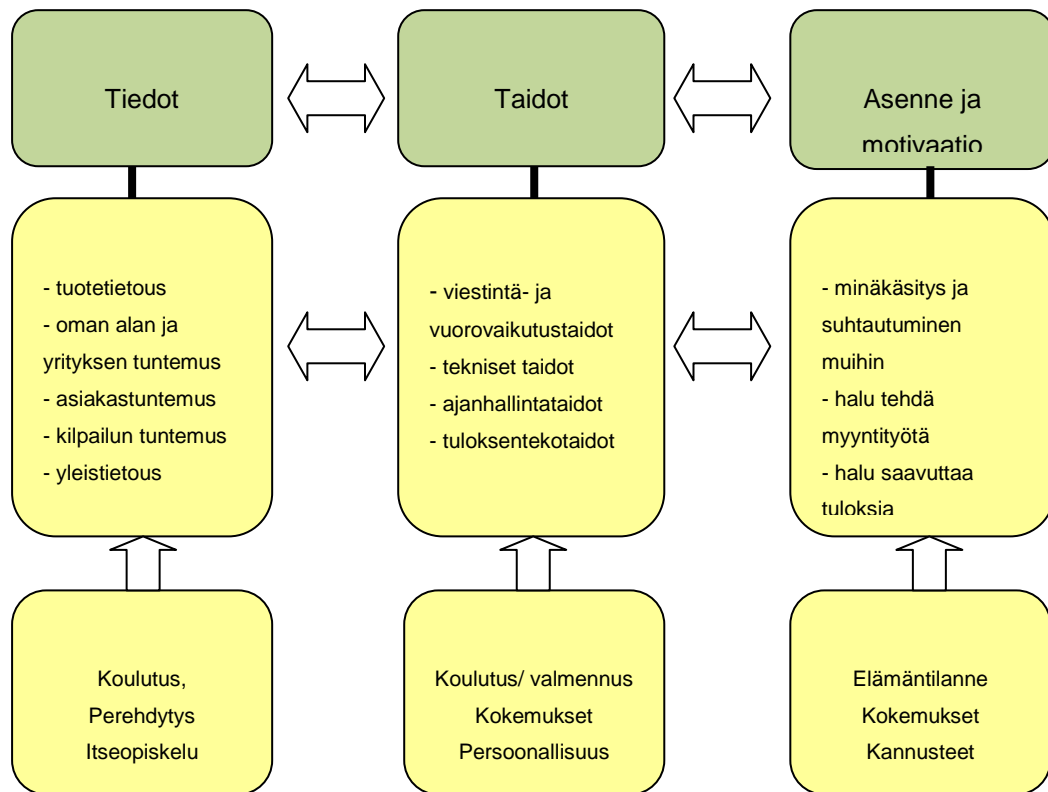 Tiedot
Taidot
Asenne ja
motivaatio
- tuotetietous
- oman alan ja
yrityksen tuntemus
- asiakastuntemus
- kilpailun tuntemus
- yleistietous
- viestintä- ja
vuorovaikutustaidot
- tekniset taidot
- ajanhallintataidot
- tuloksentekotaidot
- minäkäsitys ja
suhtautuminen
muihin
- halu tehdä
myyntityötä
- halu saavuttaa
tuloksia
Koulutus,
Perehdytys
Itseopiskelu
Koulutus/ valmennus
Kokemukset
Persoonallisuus
Elämäntilanne
Kokemukset
Kannusteet